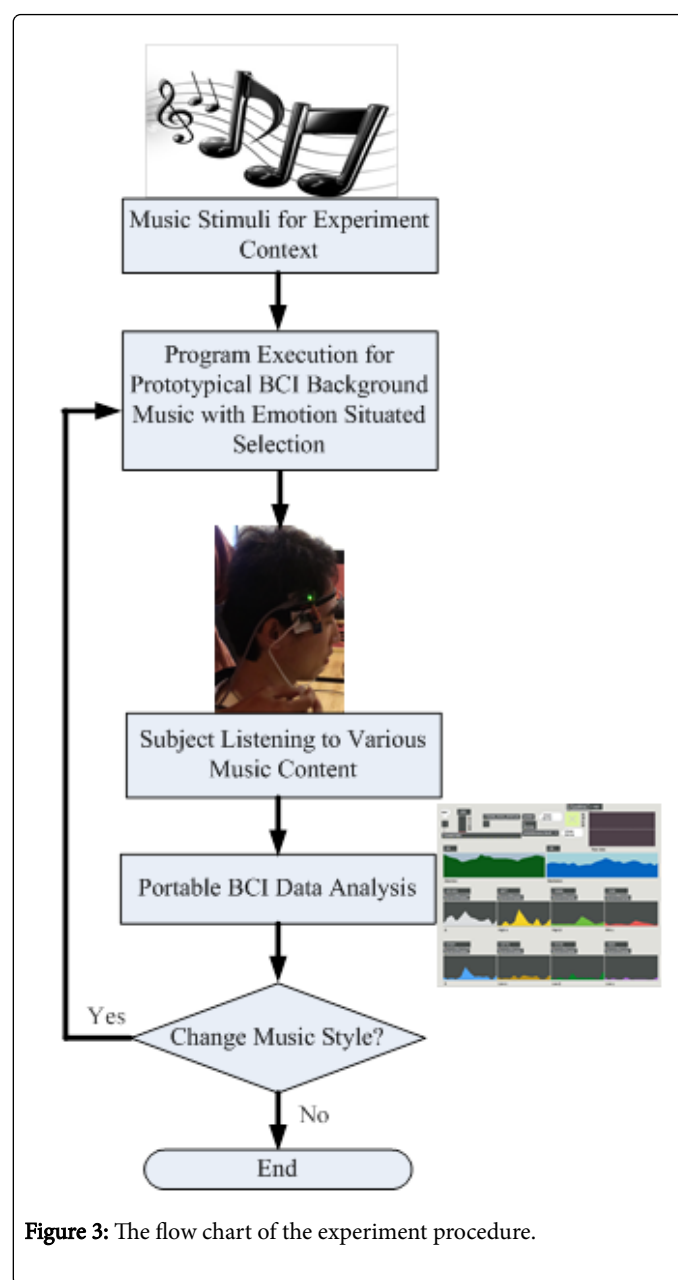 Music Stimuli for Experiment
Context
Program Execution for
Prototypical BCI Background
Music with Emotion Situated
Selection
Subject Listening to Various
Music Content
Portable BCI Data Analysis
Yes
Change Music Style?
No
End
Figure 3: The flow chart of the experiment procedure.